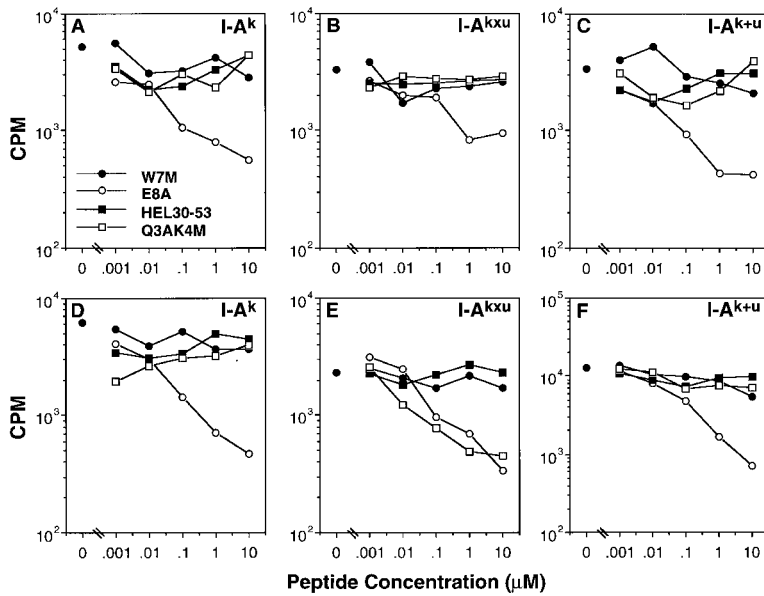 A I-Aᵏ
B I-Aᵏˣᵘ
C I-Aᵏ⁺ᵘ
CPM
10⁴
10³
10²
10⁴
10³
10²
10⁴
10³
10²
W7M
E8A
HEL30-53
Q3AK4M
0 .001 .01 .1 1 10
0 .001 .01 .1 1 10
0 .001 .01 .1 1 10
D I-Aᵏ
E I-Aᵏˣᵘ
F I-Aᵏ⁺ᵘ
CPM
10⁴
10³
10²
10⁴
10³
10²
10⁵
10⁴
10³
10²
0 .001 .01 .1 1 10
0 .001 .01 .1 1 10
0 .001 .01 .1 1 10
Peptide Concentration (µM)